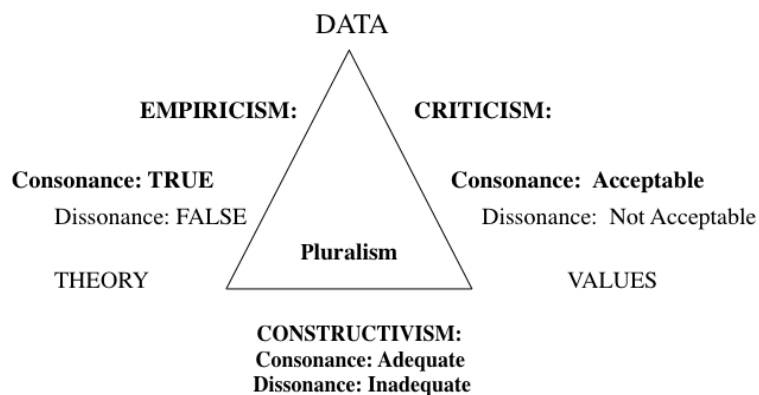 DATA
EMPIRICISM:
CRITICISM:
Consonance: TRUE
Consonance: Acceptable
Dissonance: FALSE
Dissonance: Not Acceptable
Pluralism
THEORY
VALUES
CONSTRUCTIVISM:
Consonance: Adequate
Dissonance: Inadequate